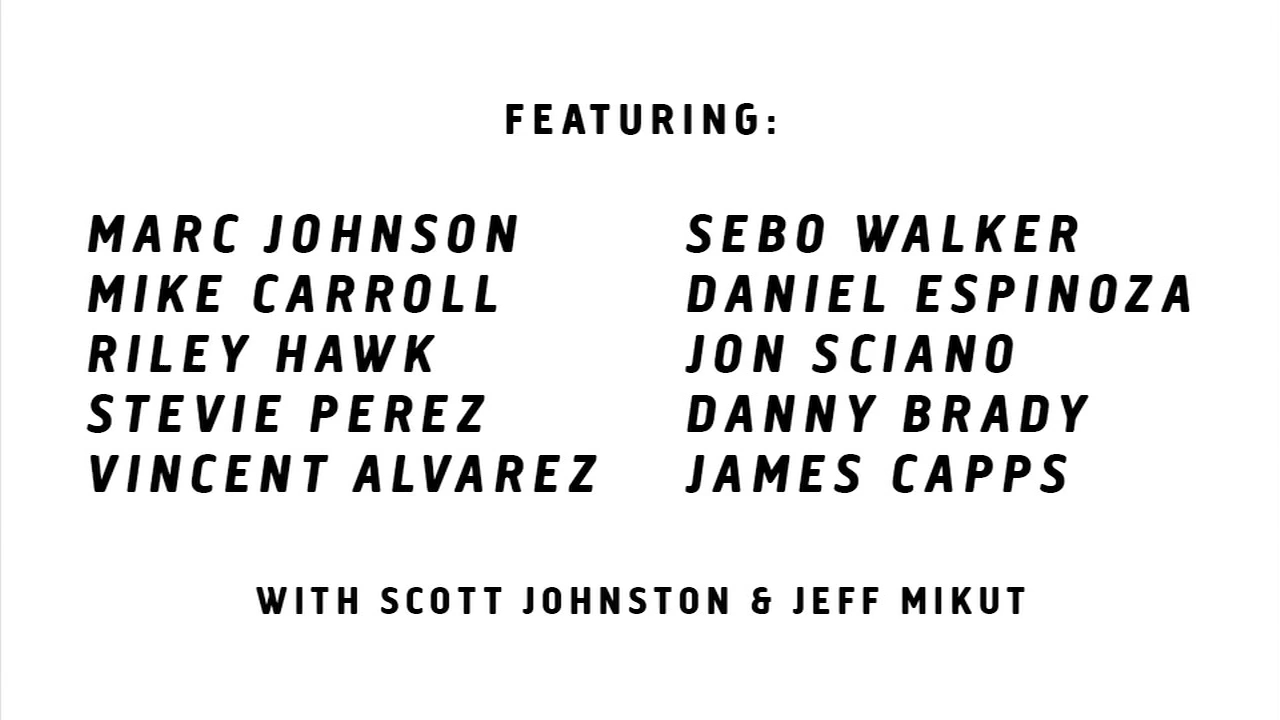 FEATURING:
MARC JOHNSON
MIKE CARROLL
RILEY HAWK
STEVIE PEREZ
VINCENT ALVAREZ
SEBO WALKER
DANIEL ESPINOZA
JON SCIANO
DANNY BRADY
JAMES CAPPS
WITH SCOTT JOHNSTON & JEFF MIKUT